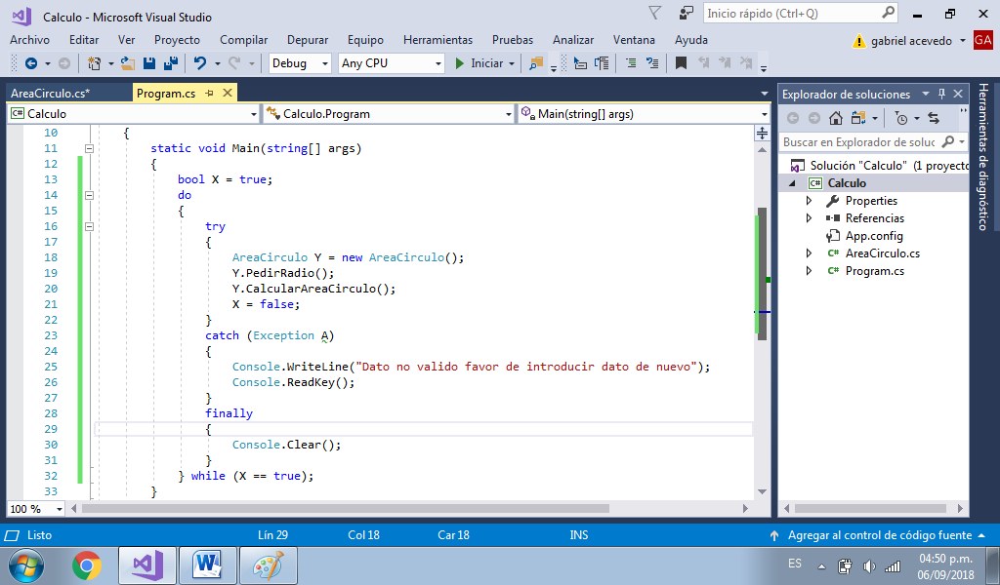 Calculo - Microsoft Visual Studio
Inicio rápido (Ctrl+Q)
Archivo Editar Ver Proyecto Compilar Depurar Equipo Herramientas Pruebas Analizar Ventana Ayuda
gabriel acevedo GA
Debug Any CPU Iniciar
AreaCirculo.cs* Program.cs
Calculo Calculo.Program Main(string[] args)
10 {
11 static void Main(string[] args)
12 {
13 bool X = true;
14 do
15 {
16 try
17 {
18 AreaCirculo Y = new AreaCirculo();
19 Y.PedirRadio();
20 Y.CalcularAreaCirculo();
21 X = false;
22 }
23 catch (Exception A)
24 {
25 Console.WriteLine("Dato no valido favor de introducir dato de nuevo");
26 Console.ReadKey();
27 }
28 finally
29 {
30 Console.Clear();
31 }
32 } while (X == true);
33 }
100 %
Explorador de soluciones
Buscar en Explorador de soluc
Solución "Calculo" (1 proyecto
C# Calculo
Properties
Referencias
App.config
C# AreaCirculo.cs
C# Program.cs
Herramientas de diagnóstico
Listo Lín 29 Col 18 Car 18 INS Agregar al control de código fuente
ES
04:50 p.m.
06/09/2018